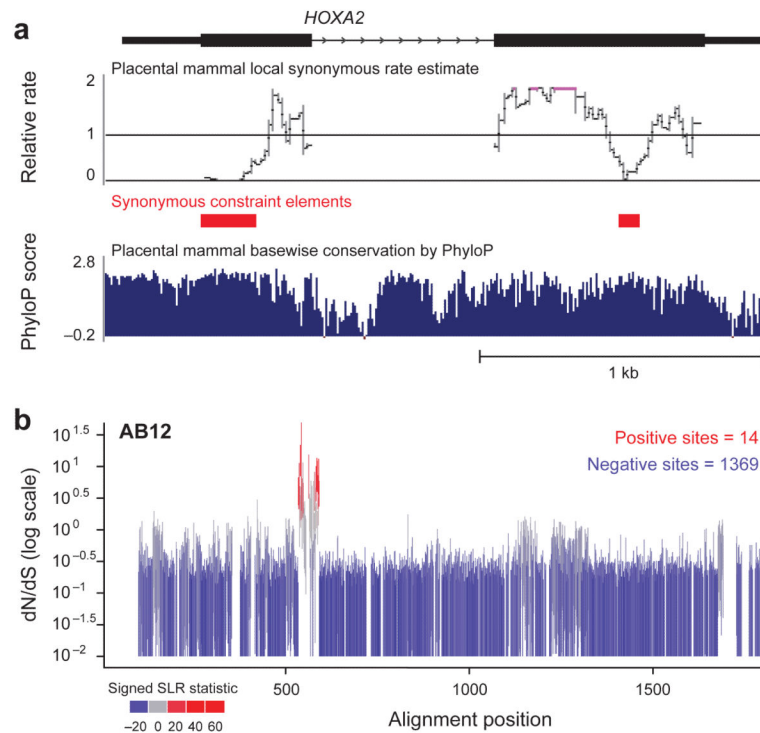 a
HOXA2
Placental mammal local synonymous rate estimate
2
1
0
Relative rate
Synonymous constraint elements
Placental mammal basewise conservation by PhyloP
2.8
–0.2
PhyloP socre
1 kb
b
AB12
Positive sites = 14
Negative sites = 1369
10^1.5
10^1
10^0.5
10^0
10^–0.5
10^–1
10^–1.5
10^–2
dN/dS (log scale)
500 1000 1500
Alignment position
Signed SLR statistic
–20 0 20 40 60